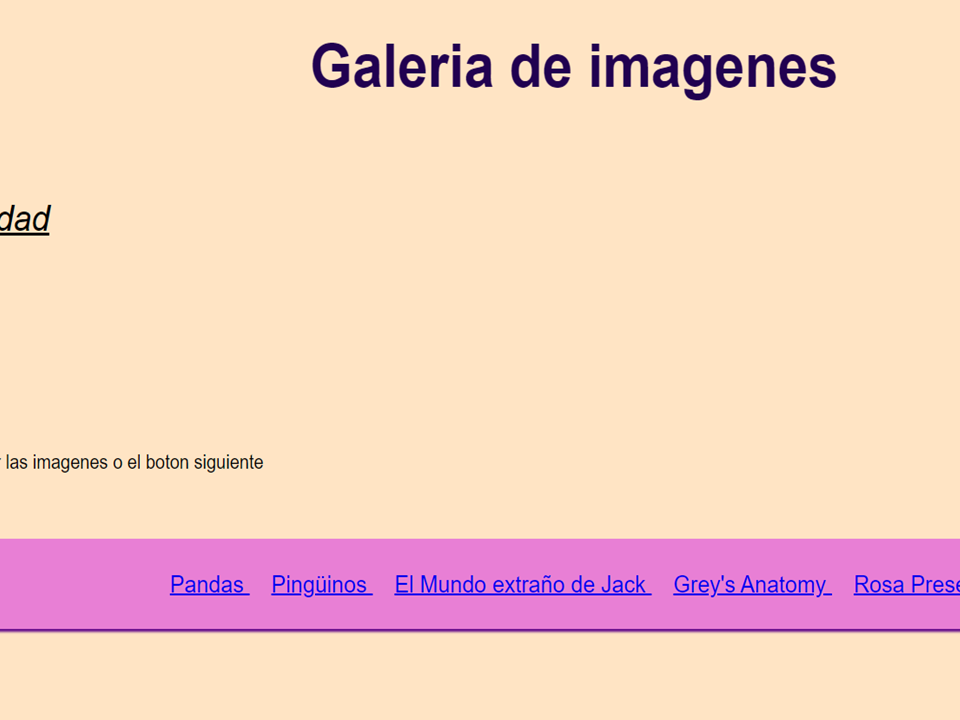 Galeria de imagenes
dad
las imagenes o el boton siguiente
Pandas Pingüinos El Mundo extraño de Jack Grey's Anatomy Rosa Prese